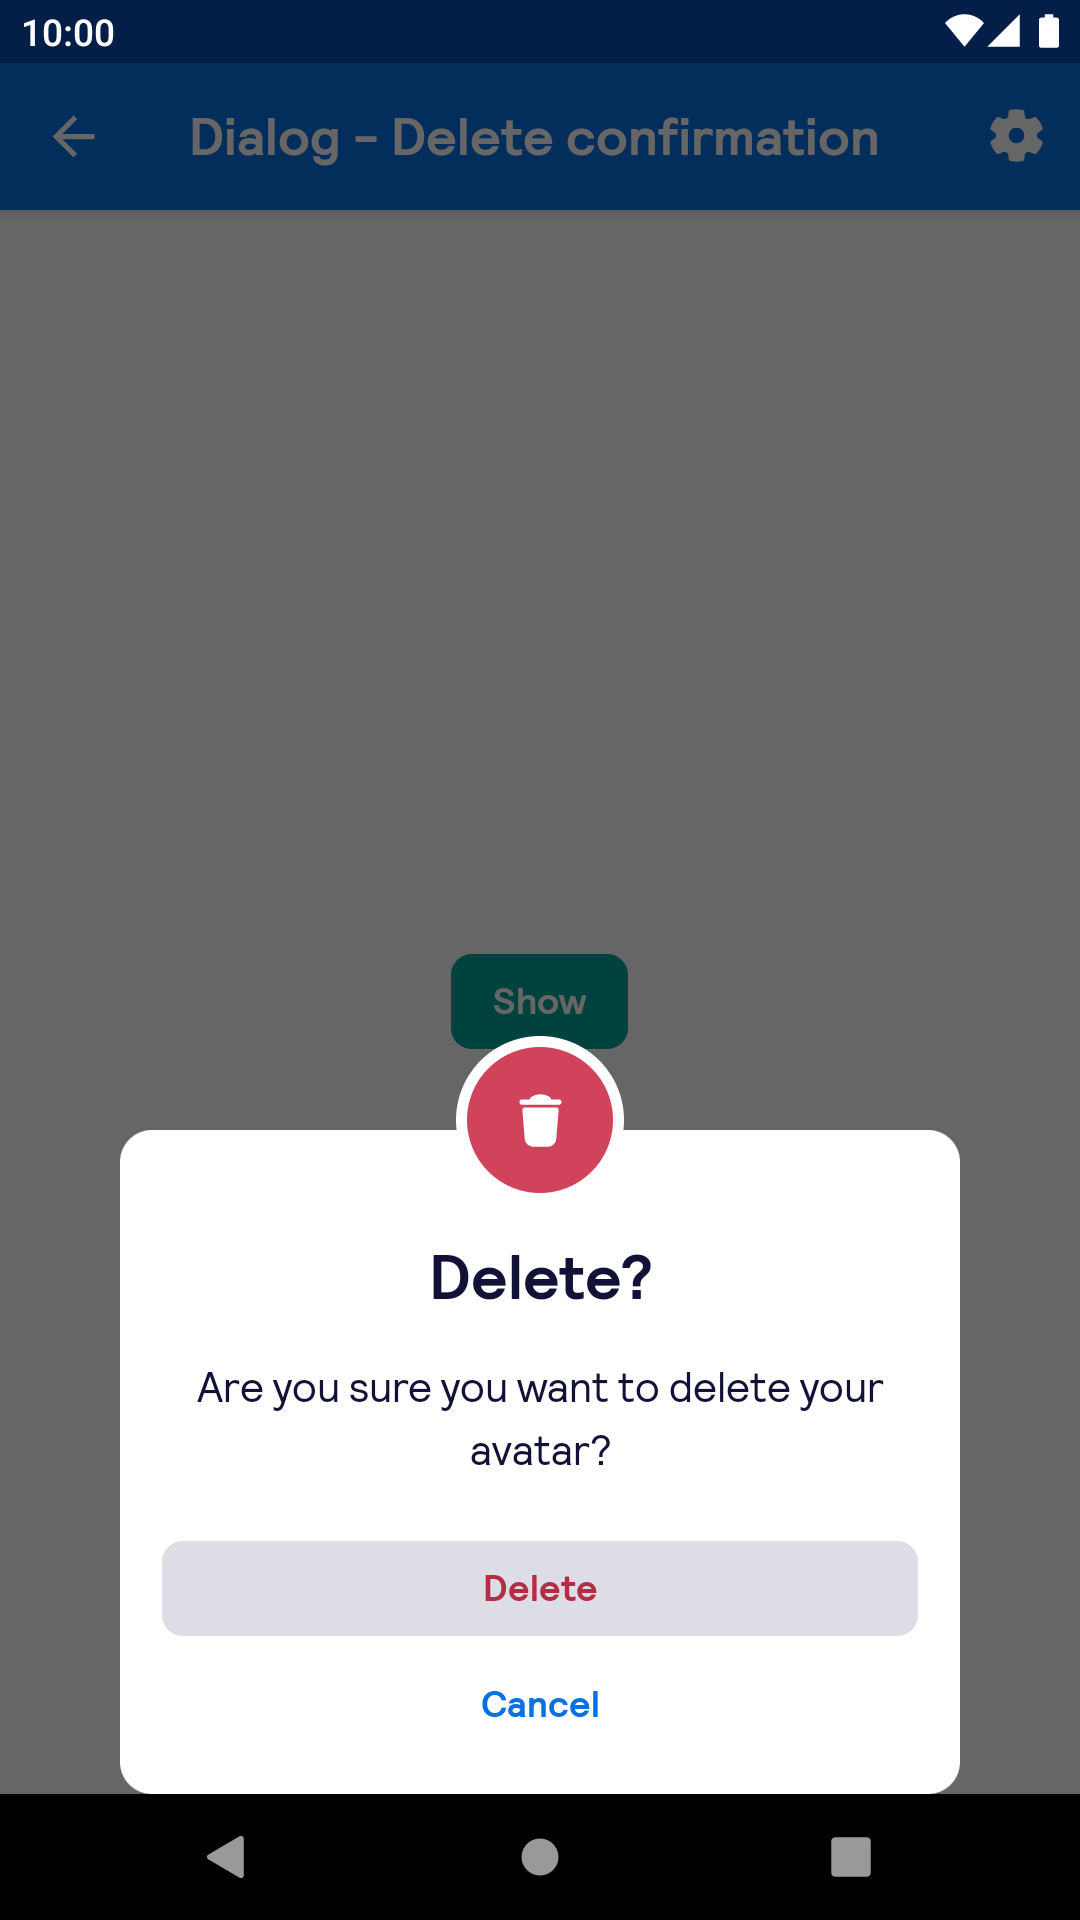 10:00
Dialog - Delete confirmation
Show
Delete?
Are you sure you want to delete your
avatar?
Delete
Cancel